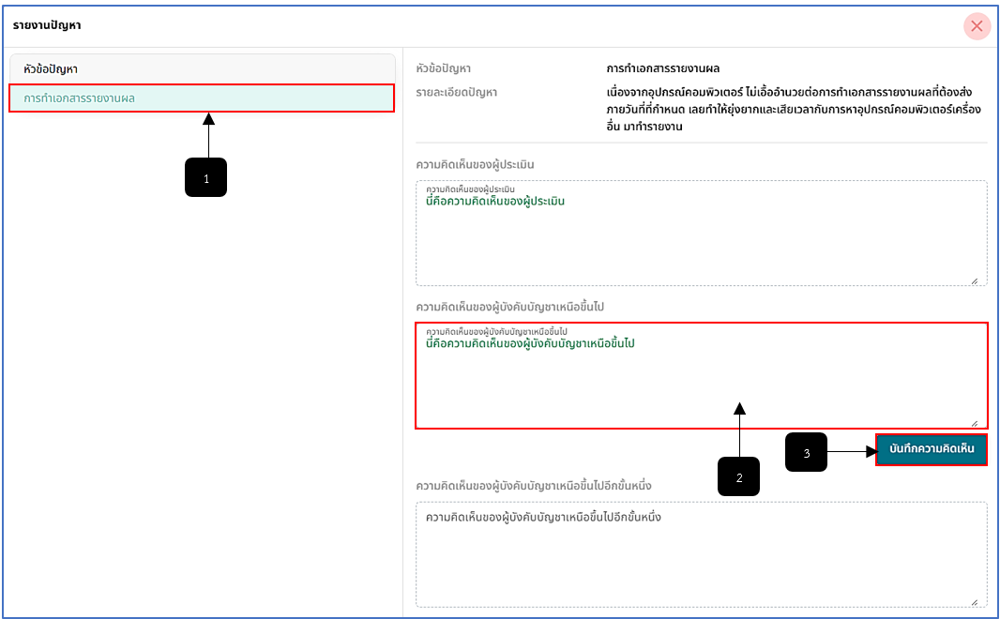 รายงานปัญหา
หัวข้อปัญหา
การทำเอกสารรายงานผล
1
หัวข้อปัญหา
การทำเอกสารรายงานผล
รายละเอียดปัญหา
เนื่องจากอุปกรณ์คอมพิวเตอร์ ไม่เอื้ออำนวยต่อการทำเอกสารรายงานผลที่ต้องส่ง
ภายวันที่ที่กำหนด เลยทำให้ยุ่งยากและเสียเวลากับการหาอุปกรณ์คอมพิวเตอร์เครื่อง
อื่น มาทำรายงาน
ความคิดเห็นของผู้ประเมิน
ความคิดเห็นของผู้ประเมิน
นี่คือความคิดเห็นของผู้ประเมิน
ความคิดเห็นของผู้บังคับบัญชาเหนือขึ้นไป
ความคิดเห็นของผู้บังคับบัญชาเหนือขึ้นไป
นี่คือความคิดเห็นของผู้บังคับบัญชาเหนือขึ้นไป
2
3
บันทึกความคิดเห็น
ความคิดเห็นของผู้บังคับบัญชาเหนือขึ้นไปอีกขั้นหนึ่ง
ความคิดเห็นของผู้บังคับบัญชาเหนือขึ้นไปอีกขั้นหนึ่ง